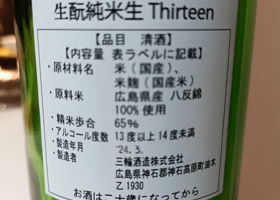 生酛純米生 Thirteen
【品目 清酒】
【内容量 表ラベルに記載】
・原材料名 米(国産)、
米麹(国産米)
・原料米 広島県産 八反錦
100%使用
・精米歩合 65%
・アルコール度数 13度以上14度未満
・製造年月 '24.3.
・製造者 三輪酒造株式会社
広島県神石郡神石高原町油木
乙1930
お酒は二十歳になってから